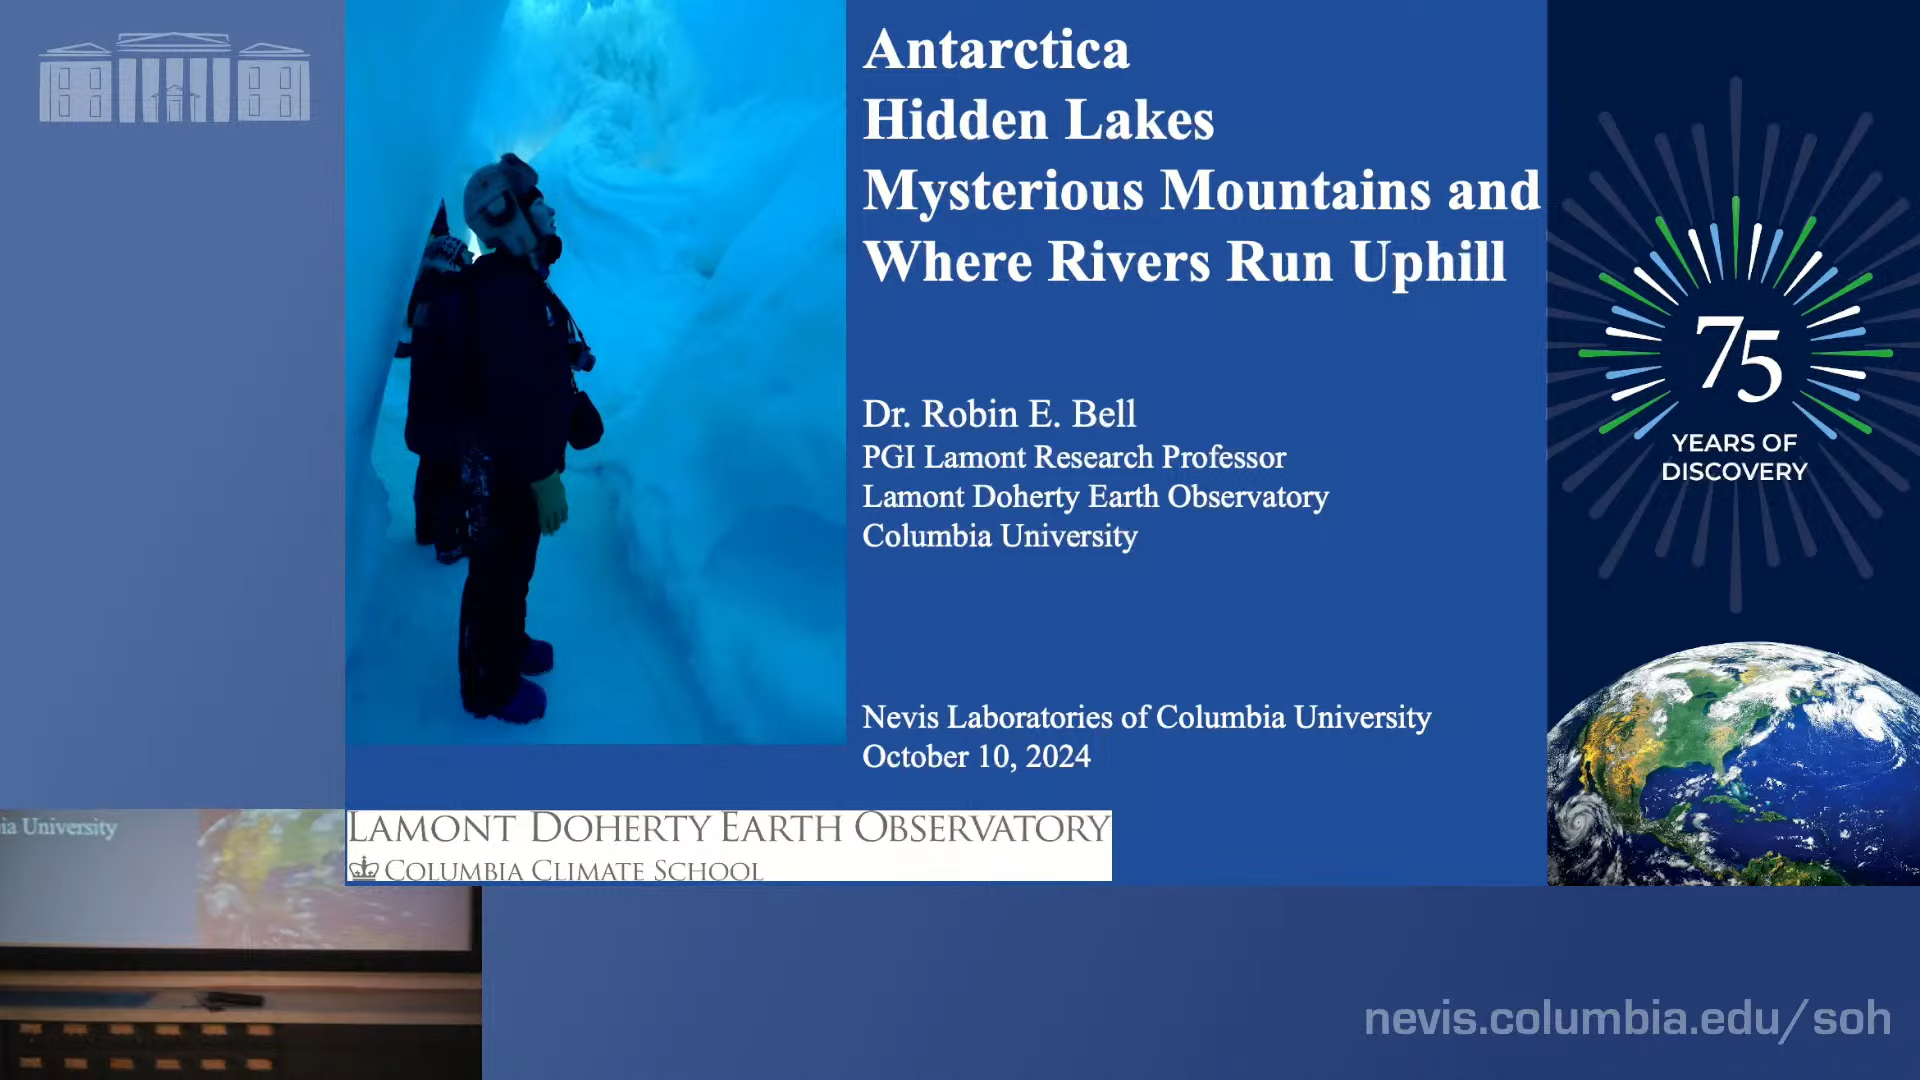 Antarctica
Hidden Lakes
Mysterious Mountains and
Where Rivers Run Uphill
Dr. Robin E. Bell
PGI Lamont Research Professor
Lamont Doherty Earth Observatory
Columbia University
Nevis Laboratories of Columbia University
October 10, 2024
LAMONT DOHERTY EARTH OBSERVATORY
COLUMBIA CLIMATE SCHOOL
75
YEARS OF
DISCOVERY
ia University
nevis.columbia.edu/soh